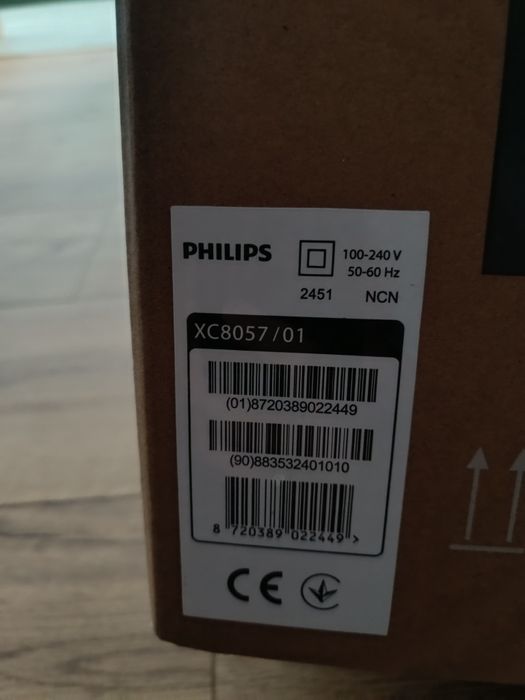 PHILIPS
100-240 V
50-60 Hz
2451 NCN
XC8057/01
(01)8720389022449
(90)883532401010
8 720389 022449 >
CE